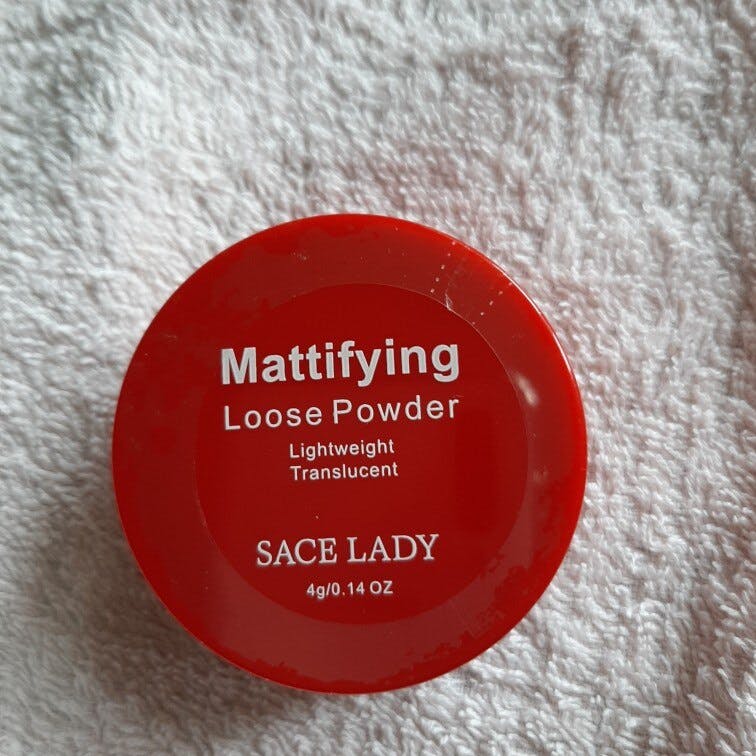 Mattifying
Loose Powder
Lightweight
Translucent
SACE LADY
4g/0.14 OZ